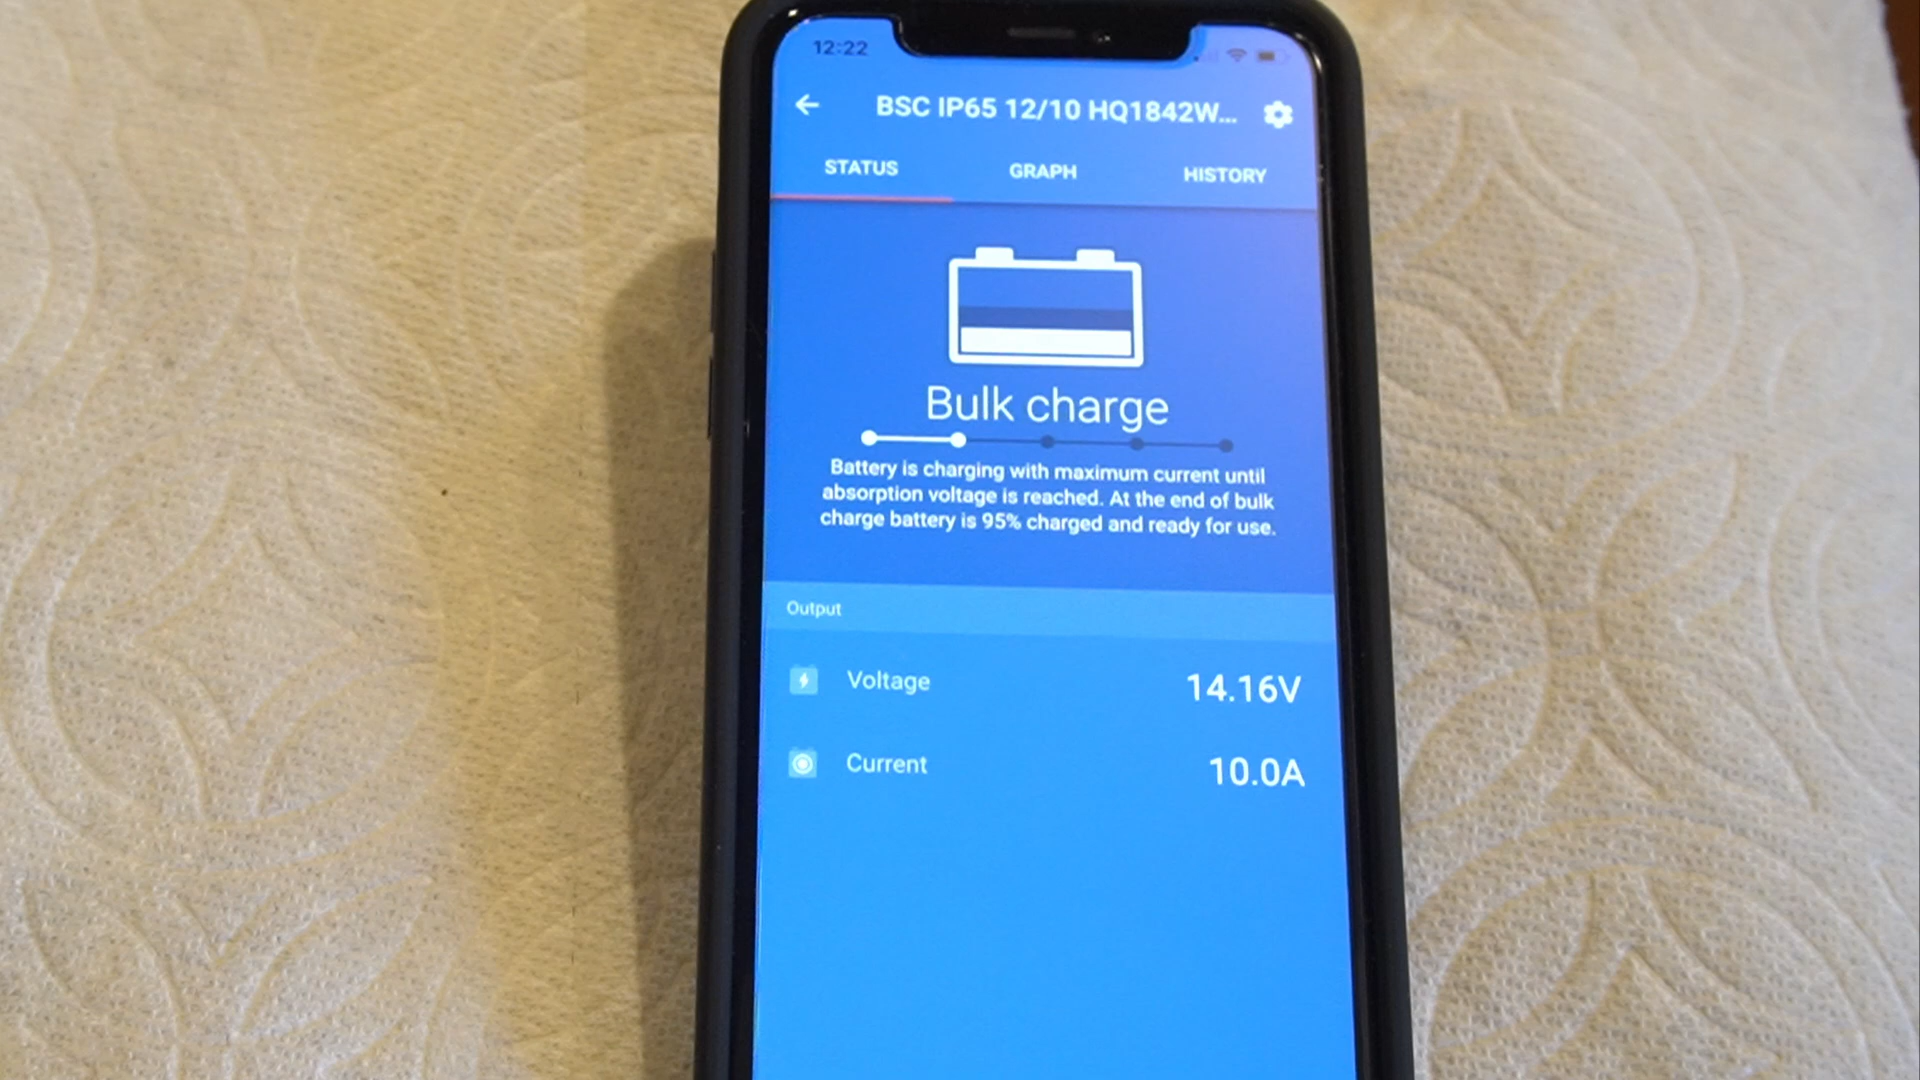 12:22
BSC IP65 12/10 HQ1842W...
STATUS GRAPH HISTORY
Bulk charge
Battery is charging with maximum current until
absorption voltage is reached. At the end of bulk
charge battery is 95% charged and ready for use.
Output
Voltage 14.16V
Current 10.0A